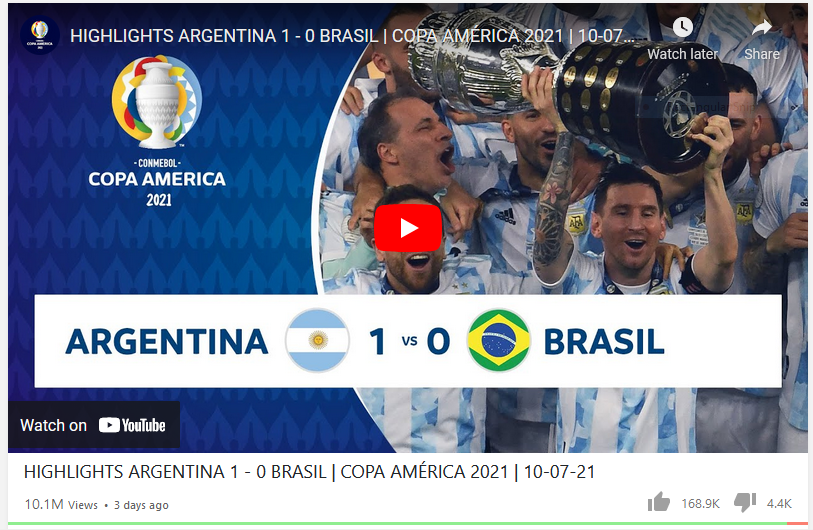 HIGHLIGHTS ARGENTINA 1 - 0 BRASIL | COPA AMÉRICA 2021 | 10-07...
Watch later
Share
- CONMEBOL -
COPA AMERICA
2021
ARGENTINA 1 VS 0 BRASIL
Watch on YouTube
HIGHLIGHTS ARGENTINA 1 - 0 BRASIL | COPA AMÉRICA 2021 | 10-07-21
10.1M Views • 3 days ago 168.9K 4.4K